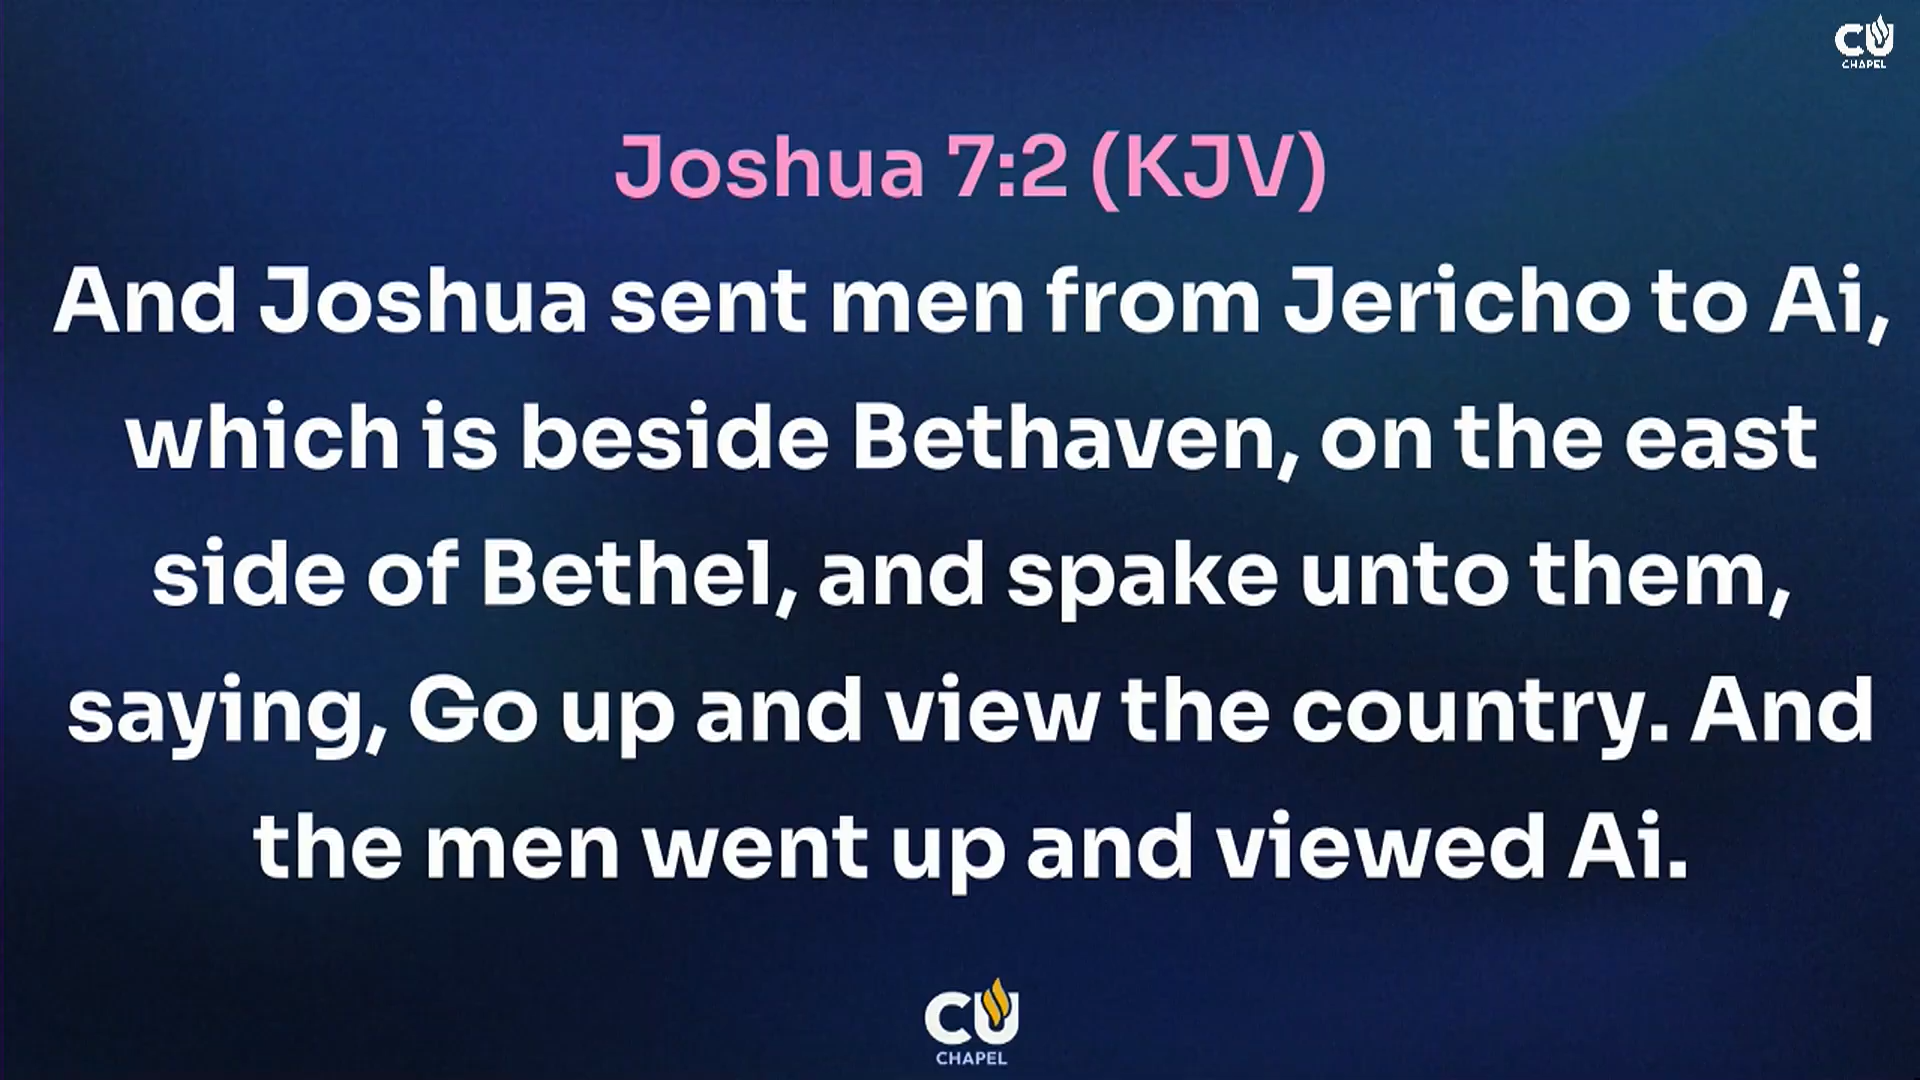 CU
CHAPEL
Joshua 7:2 (KJV)
And Joshua sent men from Jericho to Ai,
which is beside Bethaven, on the east
side of Bethel, and spake unto them,
saying, Go up and view the country. And
the men went up and viewed Ai.
CU
CHAPEL